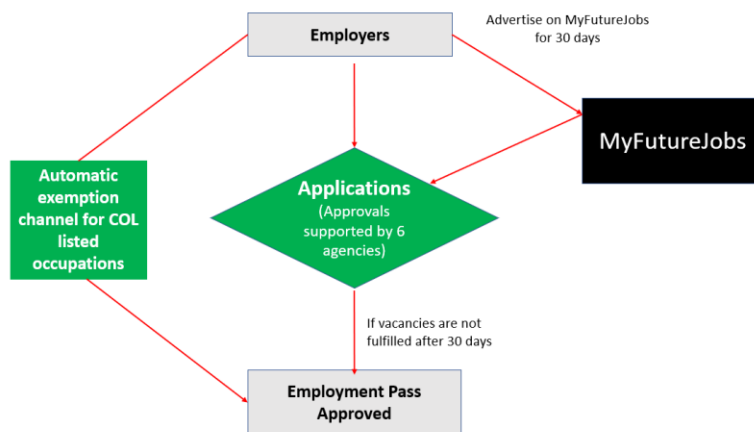 Employers
Advertise on MyFutureJobs
for 30 days
MyFutureJobs
Automatic
exemption
channel for COL
listed
occupations
Applications
(Approvals
supported by 6
agencies)
If vacancies are not
fulfilled after 30 days
Employment Pass
Approved